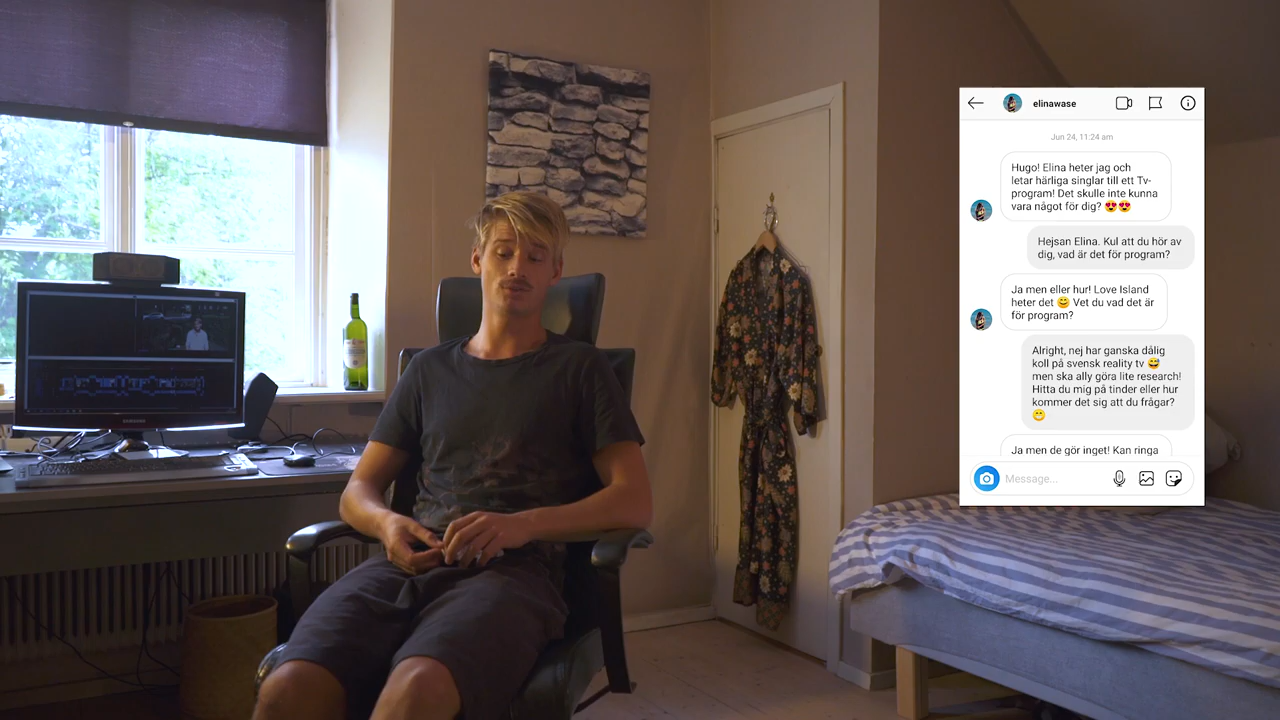 elinawase
Jun 24, 11:24 am
Hugo! Elina heter jag och
letar härliga singlar till ett Tv-
program! Det skulle inte kunna
vara något för dig? 😍😍
Hejsan Elina. Kul att du hör av
dig, vad är det för program?
Ja men eller hur! Love Island
heter det 😄 Vet du vad det är
för program?
Alright, nej har ganska dålig
koll på svensk reality tv 😅
men ska ally göra lite research!
Hitta du mig på tinder eller hur
kommer det sig att du frågar?
😁
Ja men de gör inget! Kan ringa
Message...
SAMSUNG